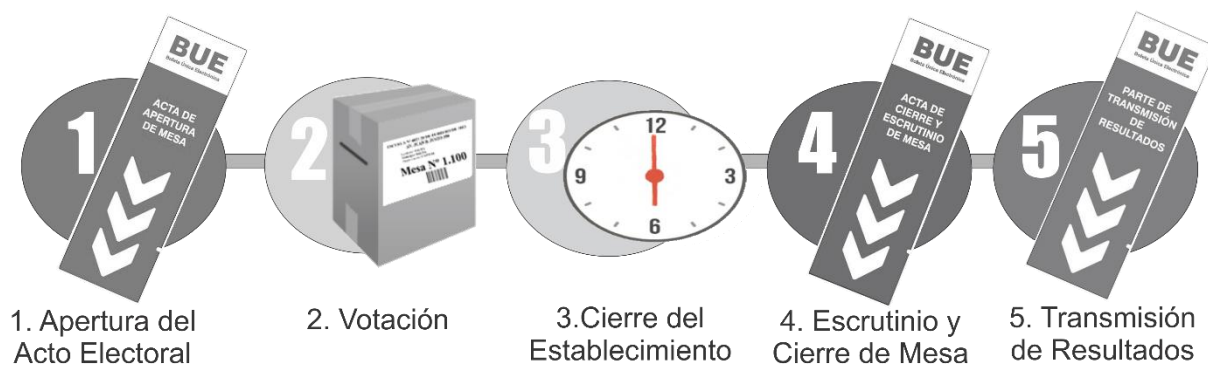 1
BUE
Boleta Única Electrónica
ACTA DE
APERTURA
DE MESA
2
Mesa Nº 1.100
3
12
9
3
6
4
BUE
Boleta Única Electrónica
ACTA DE
CIERRE Y
ESCRUTINIO
DE MESA
5
BUE
Boleta Única Electrónica
PARTE DE
TRANSMISIÓN
DE
RESULTADOS
1. Apertura del
Acto Electoral
2. Votación
3.Cierre del
Establecimiento
4. Escrutinio y
Cierre de Mesa
5. Transmisión
de Resultados